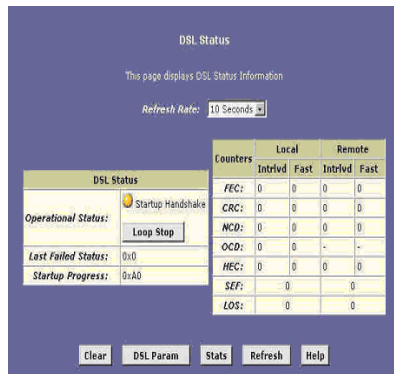 DSL Status
This page displays DSL Status Information
Refresh Rate: 10 Seconds
DSL Status
Operational Status: Startup Handshake
Loop Stop
Last Failed Status: 0x0
Startup Progress: 0xA0
Counters Local Remote
Intrlvd Fast Intrlvd Fast
FEC: 0 0 0 0
CRC: 0 0 0 0
NCD: 0 0 0 0
OCD: 0 0 - -
HEC: 0 0 0 0
SEF: 0 0
LOS: 0 0
Clear DSL Param Stats Refresh Help